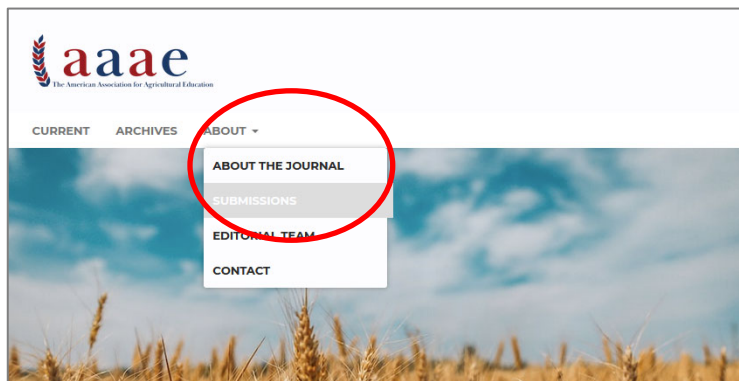 aaae
The American Association for Agricultural Education
CURRENT ARCHIVES ABOUT
ABOUT THE JOURNAL
SUBMISSIONS
EDITORIAL TEAM
CONTACT